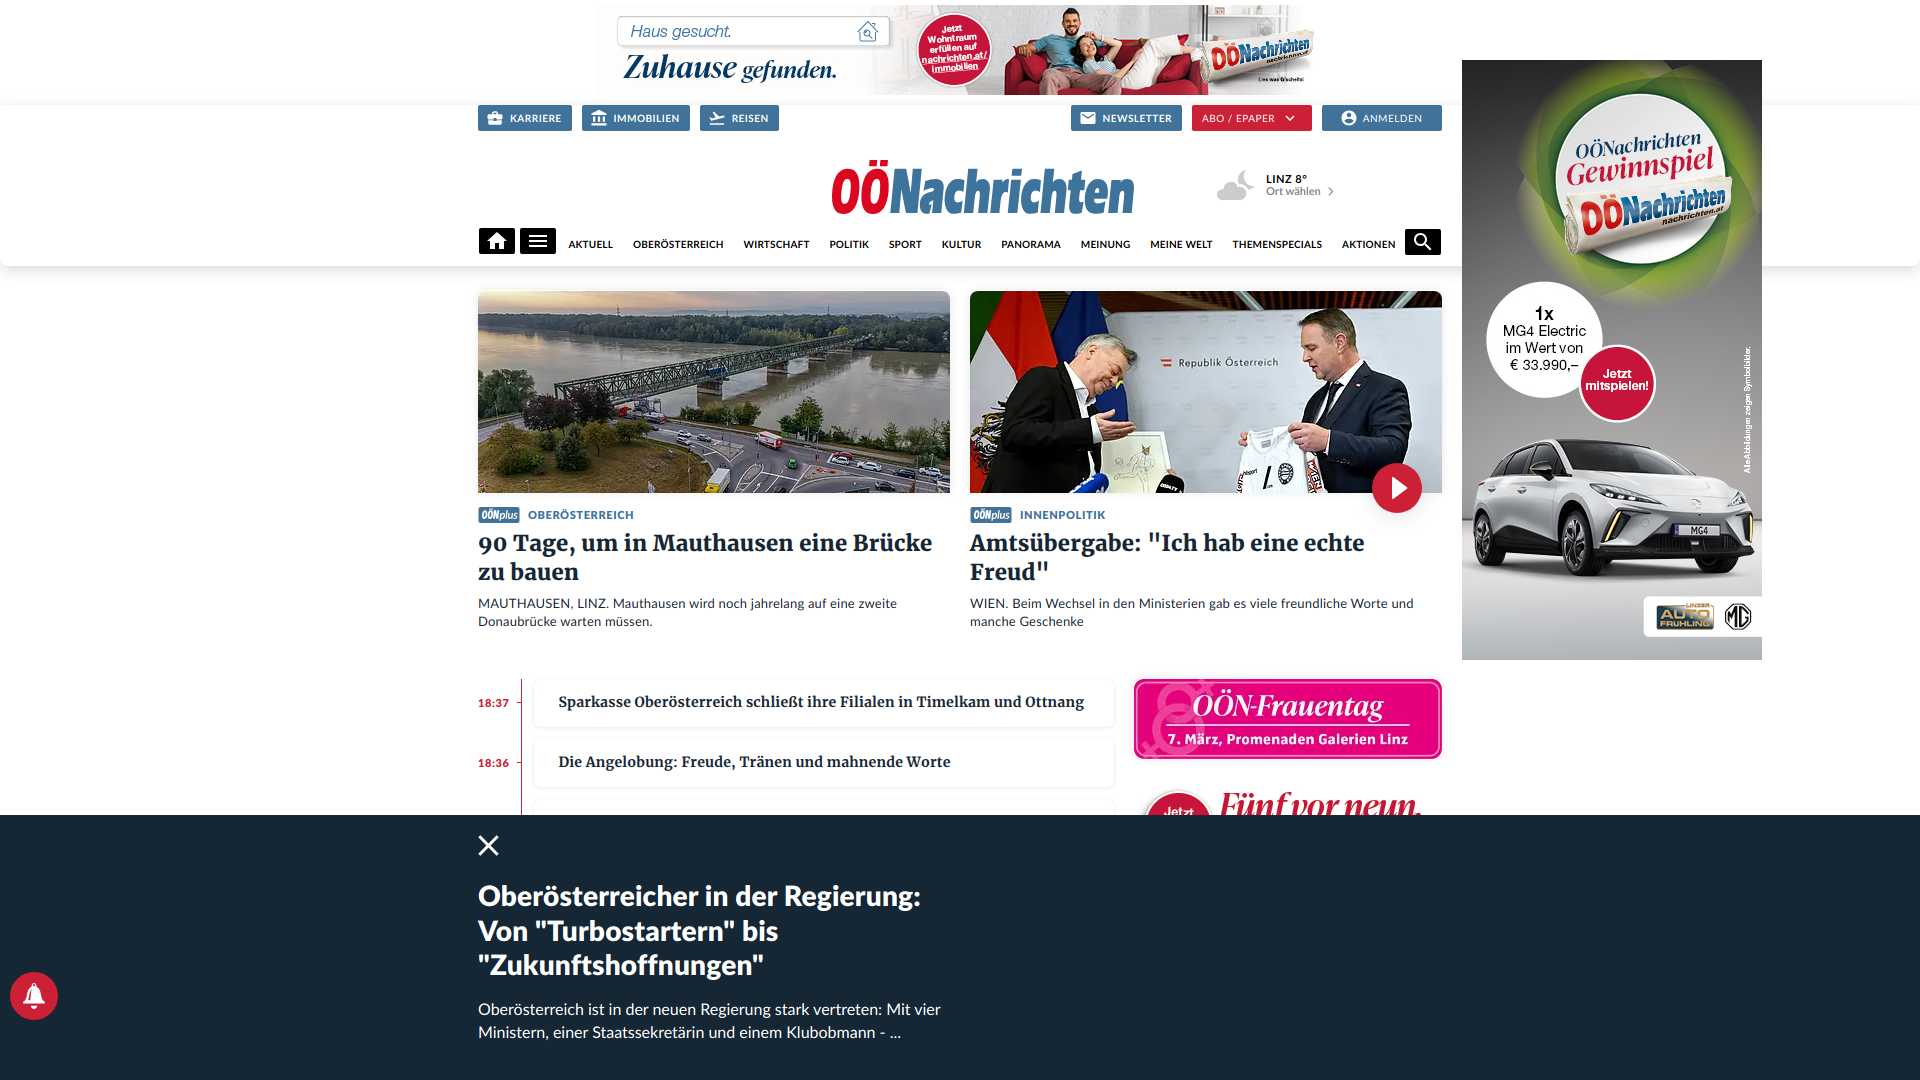 Haus gesucht.
Zuhause gefunden.
Jetzt
Wohntraum
erfüllen auf
nachrichten.at/
immobilien
OÖNachrichten
nachrichten.at
KARRIERE
IMMOBILIEN
REISEN
NEWSLETTER
ABO / EPAPER
ANMELDEN
OÖNachrichten
LINZ 8°
Ort wählen
AKTUELL
OBERÖSTERREICH
WIRTSCHAFT
POLITIK
SPORT
KULTUR
PANORAMA
MEINUNG
MEINE WELT
THEMENSPECIALS
AKTIONEN
OÖNachrichten
Gewinnspiel
OÖNachrichten
nachrichten.at
1x
MG4 Electric
im Wert von
€ 33.990,–
Jetzt
mitspielen!
Alle Abbildungen zeigen Symbolbilder.
MG4
LINZER
AUTO
FRÜHLING
MG
Republik Österreich
OÖNplus OBERÖSTERREICH
90 Tage, um in Mauthausen eine Brücke
zu bauen
MAUTHAUSEN, LINZ. Mauthausen wird noch jahrelang auf eine zweite
Donaubrücke warten müssen.
OÖNplus INNENPOLITIK
Amtsübergabe: "Ich hab eine echte
Freud"
WIEN. Beim Wechsel in den Ministerien gab es viele freundliche Worte und
manche Geschenke
18:37
Sparkasse Oberösterreich schließt ihre Filialen in Timelkam und Ottnang
18:36
Die Angelobung: Freude, Tränen und mahnende Worte
OÖN-Frauentag
7. März, Promenaden Galerien Linz
Jetzt
Fünf vor neun.
Oberösterreicher in der Regierung:
Von "Turbostartern" bis
"Zukunftshoffnungen"
Oberösterreich ist in der neuen Regierung stark vertreten: Mit vier
Ministern, einer Staatssekretärin und einem Klubobmann - ...